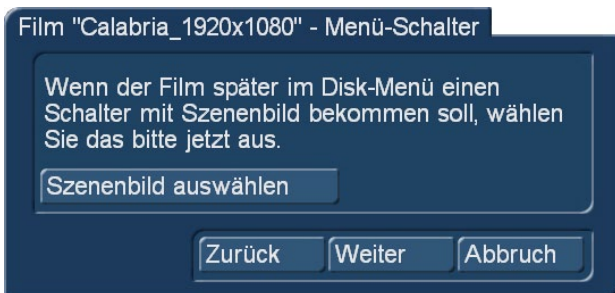 Film "Calabria_1920x1080" - Menü-Schalter
Wenn der Film später im Disk-Menü einen
Schalter mit Szenenbild bekommen soll, wählen
Sie das bitte jetzt aus.
Szenenbild auswählen
Zurück Weiter Abbruch